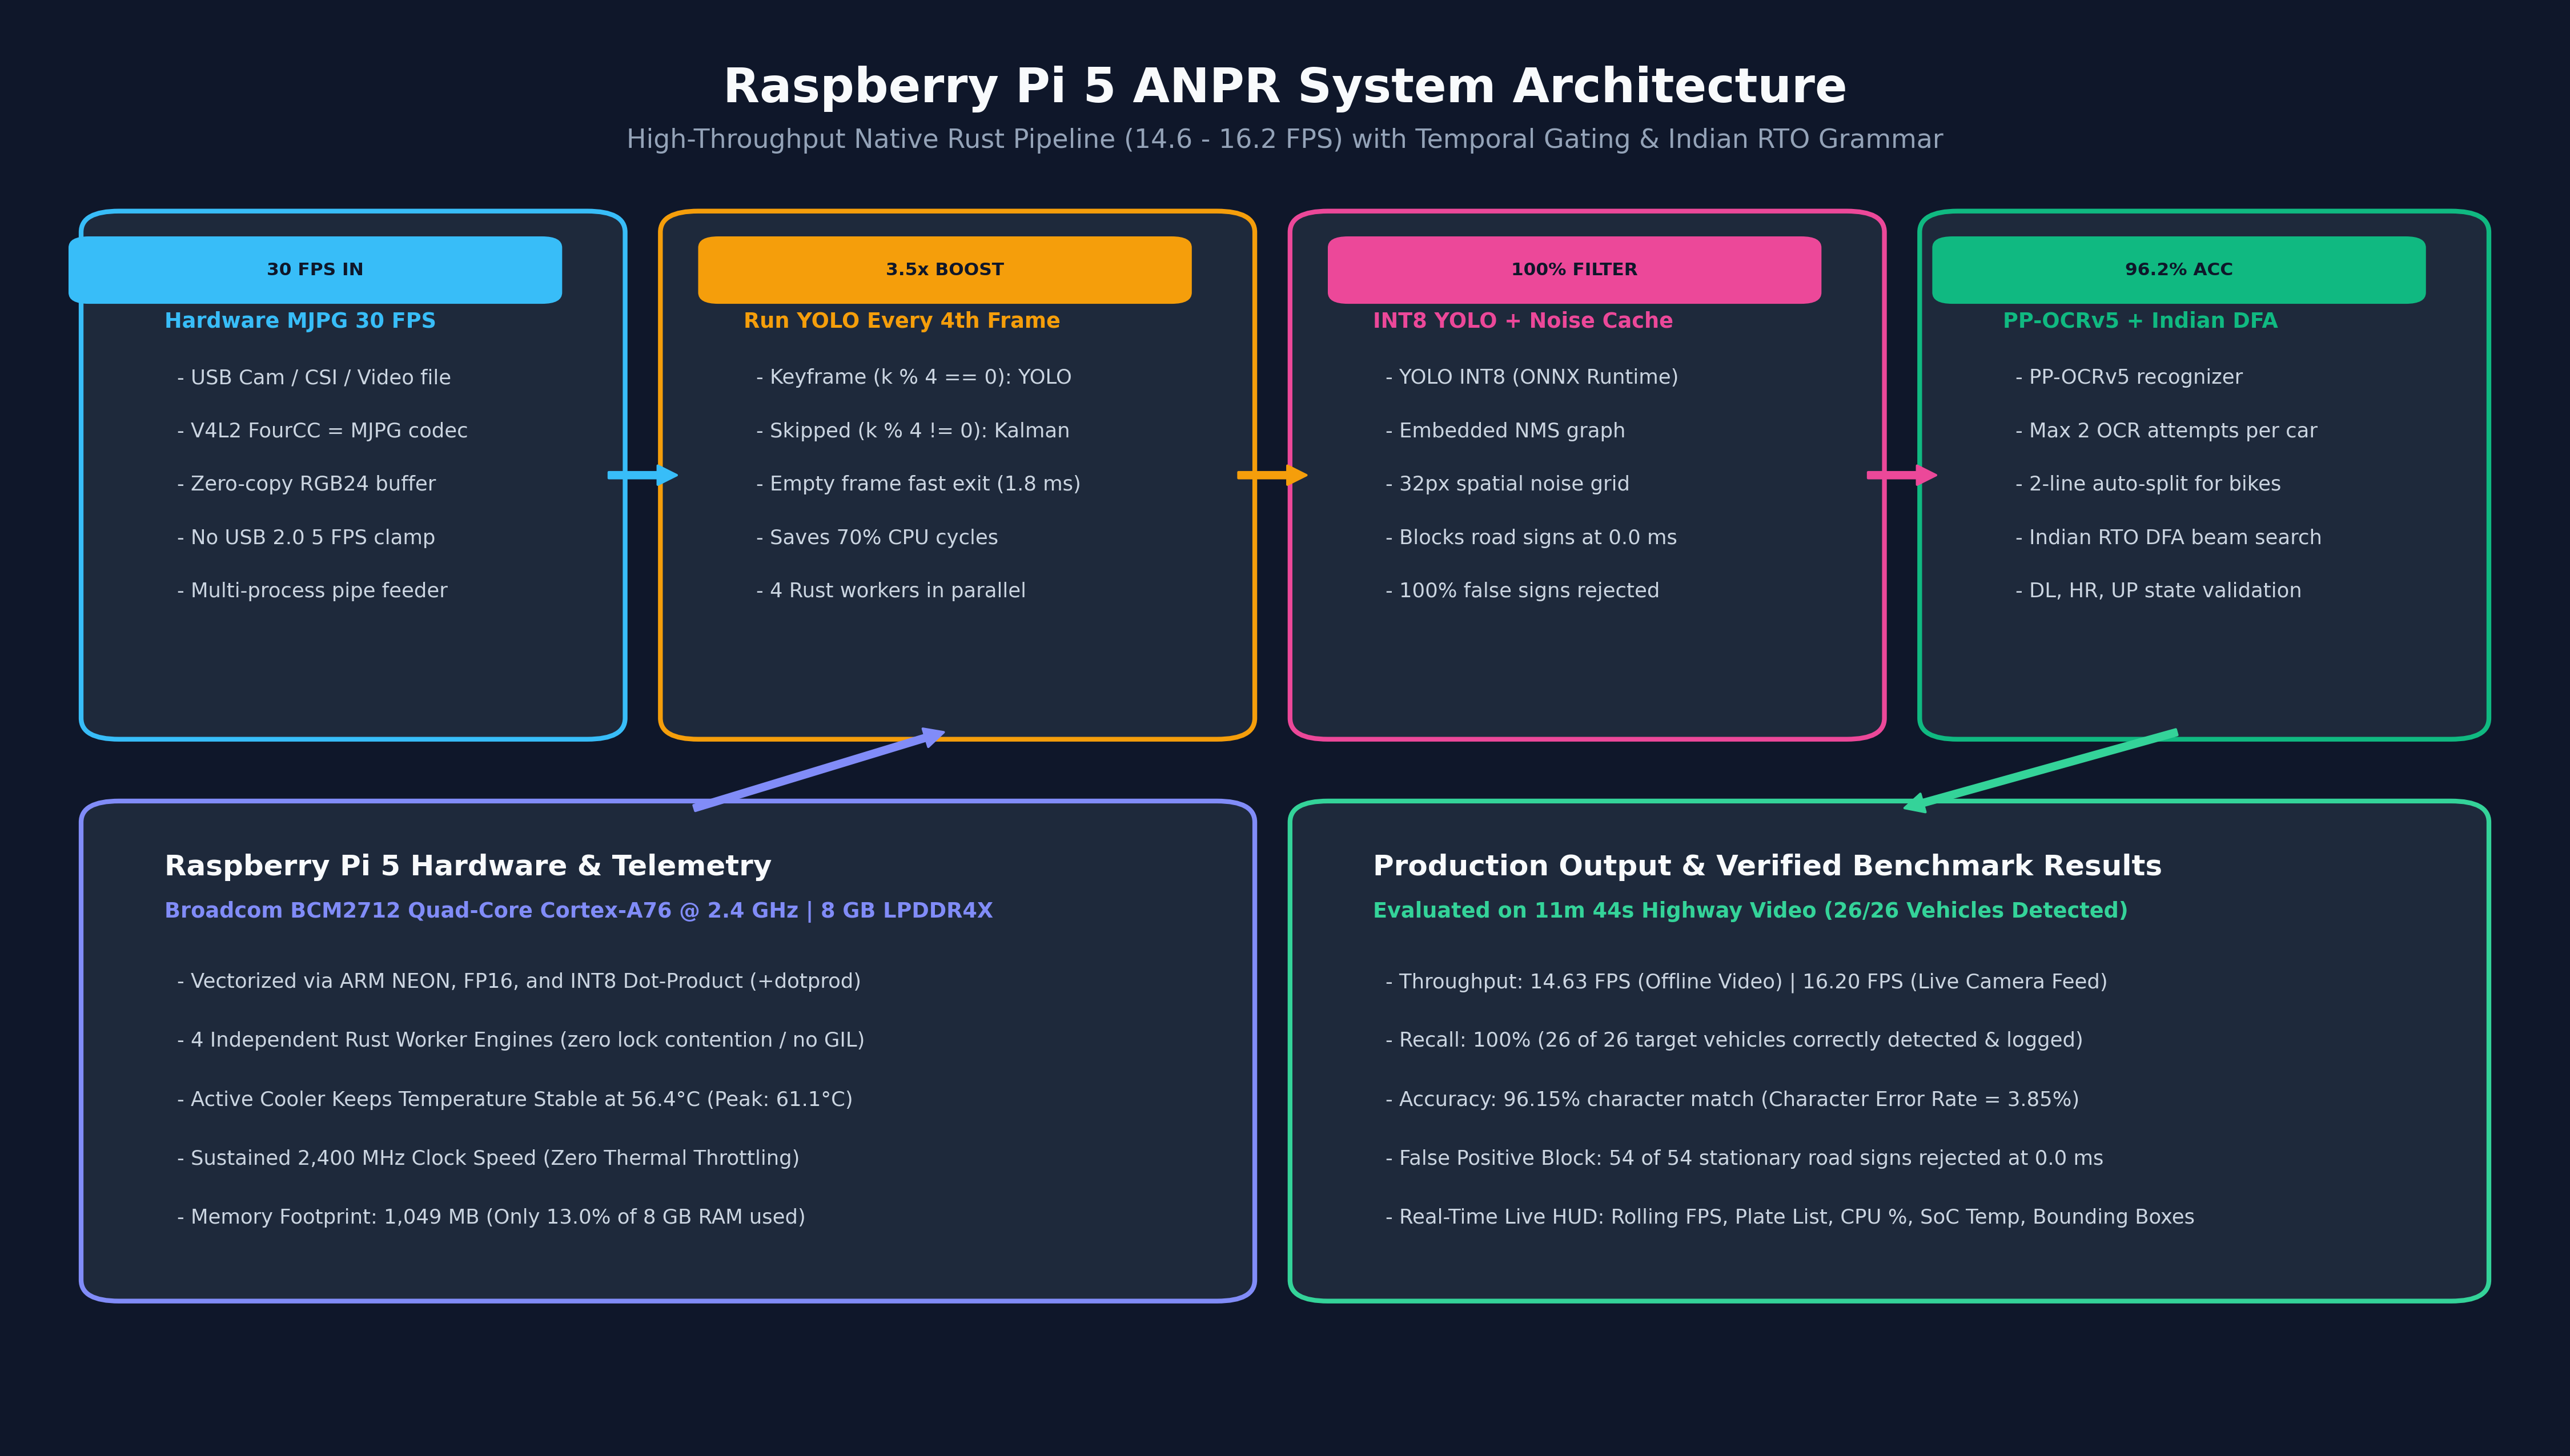 Raspberry Pi 5 ANPR System Architecture
High-Throughput Native Rust Pipeline (14.6 - 16.2 FPS) with Temporal Gating & Indian RTO Grammar
30 FPS IN
Hardware MJPG 30 FPS
- USB Cam / CSI / Video file
- V4L2 FourCC = MJPG codec
- Zero-copy RGB24 buffer
- No USB 2.0 5 FPS clamp
- Multi-process pipe feeder
3.5x BOOST
Run YOLO Every 4th Frame
- Keyframe (k % 4 == 0): YOLO
- Skipped (k % 4 != 0): Kalman
- Empty frame fast exit (1.8 ms)
- Saves 70% CPU cycles
- 4 Rust workers in parallel
100% FILTER
INT8 YOLO + Noise Cache
- YOLO INT8 (ONNX Runtime)
- Embedded NMS graph
- 32px spatial noise grid
- Blocks road signs at 0.0 ms
- 100% false signs rejected
96.2% ACC
PP-OCRv5 + Indian DFA
- PP-OCRv5 recognizer
- Max 2 OCR attempts per car
- 2-line auto-split for bikes
- Indian RTO DFA beam search
- DL, HR, UP state validation
Raspberry Pi 5 Hardware & Telemetry
Broadcom BCM2712 Quad-Core Cortex-A76 @ 2.4 GHz | 8 GB LPDDR4X
- Vectorized via ARM NEON, FP16, and INT8 Dot-Product (+dotprod)
- 4 Independent Rust Worker Engines (zero lock contention / no GIL)
- Active Cooler Keeps Temperature Stable at 56.4°C (Peak: 61.1°C)
- Sustained 2,400 MHz Clock Speed (Zero Thermal Throttling)
- Memory Footprint: 1,049 MB (Only 13.0% of 8 GB RAM used)
Production Output & Verified Benchmark Results
Evaluated on 11m 44s Highway Video (26/26 Vehicles Detected)
- Throughput: 14.63 FPS (Offline Video) | 16.20 FPS (Live Camera Feed)
- Recall: 100% (26 of 26 target vehicles correctly detected & logged)
- Accuracy: 96.15% character match (Character Error Rate = 3.85%)
- False Positive Block: 54 of 54 stationary road signs rejected at 0.0 ms
- Real-Time Live HUD: Rolling FPS, Plate List, CPU %, SoC Temp, Bounding Boxes